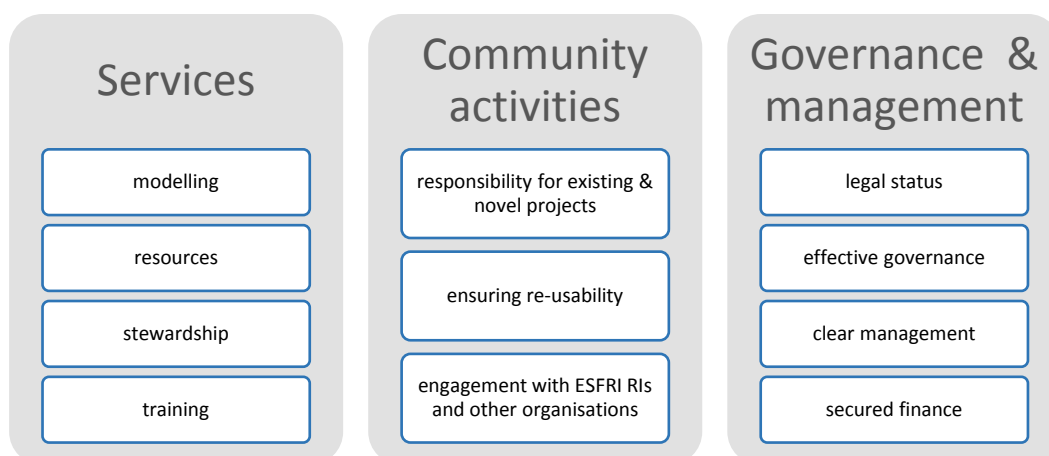 Services
modelling
resources
stewardship
training
Community
activities
responsibility for existing &
novel projects
ensuring re-usability
engagement with ESFRI RIs
and other organisations
Governance &
management
legal status
effective governance
clear management
secured finance